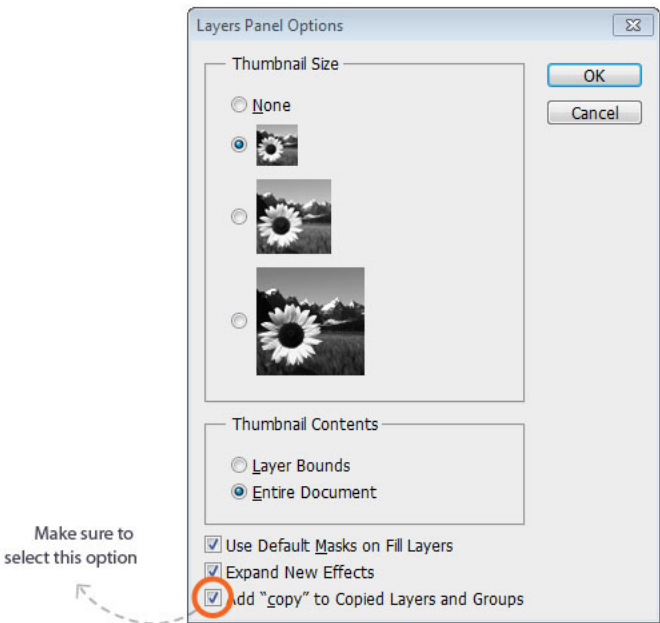 Layers Panel Options
Thumbnail Size
OK
None
Cancel
Thumbnail Contents
Layer Bounds
Entire Document
Make sure to
select this option
Use Default Masks on Fill Layers
Expand New Effects
Add "copy" to Copied Layers and Groups